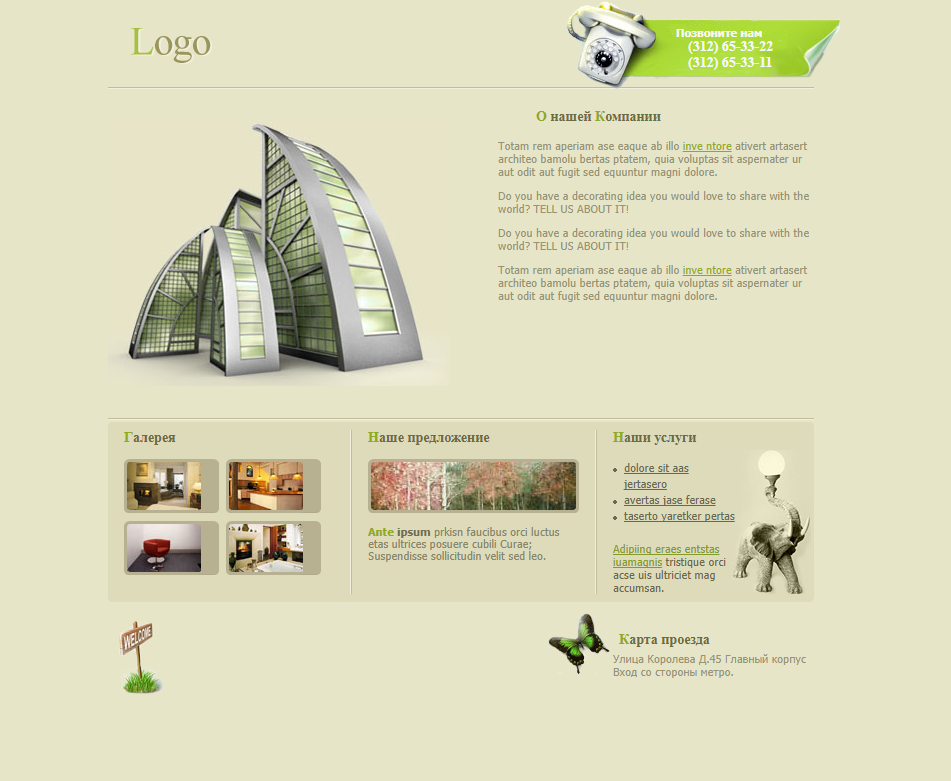 Logo
Позвоните нам
(312) 65-33-22
(312) 65-33-11
О нашей Компании
Totam rem aperiam ase eaque ab illo inve ntore ativert artasert
architeo bamolu bertas ptatem, quia voluptas sit aspernater ur
aut odit aut fugit sed equuntur magni dolore.
Do you have a decorating idea you would love to share with the
world? TELL US ABOUT IT!
Do you have a decorating idea you would love to share with the
world? TELL US ABOUT IT!
Totam rem aperiam ase eaque ab illo inve ntore ativert artasert
architeo bamolu bertas ptatem, quia voluptas sit aspernater ur
aut odit aut fugit sed equuntur magni dolore.
Галерея
Наше предложение
Ante ipsum prkisn faucibus orci luctus
etas ultrices posuere cubili Curae;
Suspendisse sollicitudin velit sed leo.
Наши услуги
dolore sit aas
jertasero
avertas jase ferase
taserto yaretker pertas
Adipiing eraes entstas
iuamagnis tristique orci
acse uis ultriciet mag
accumsan.
WELCOME
Карта проезда
Улица Королева Д.45 Главный корпус
Вход со стороны метро.